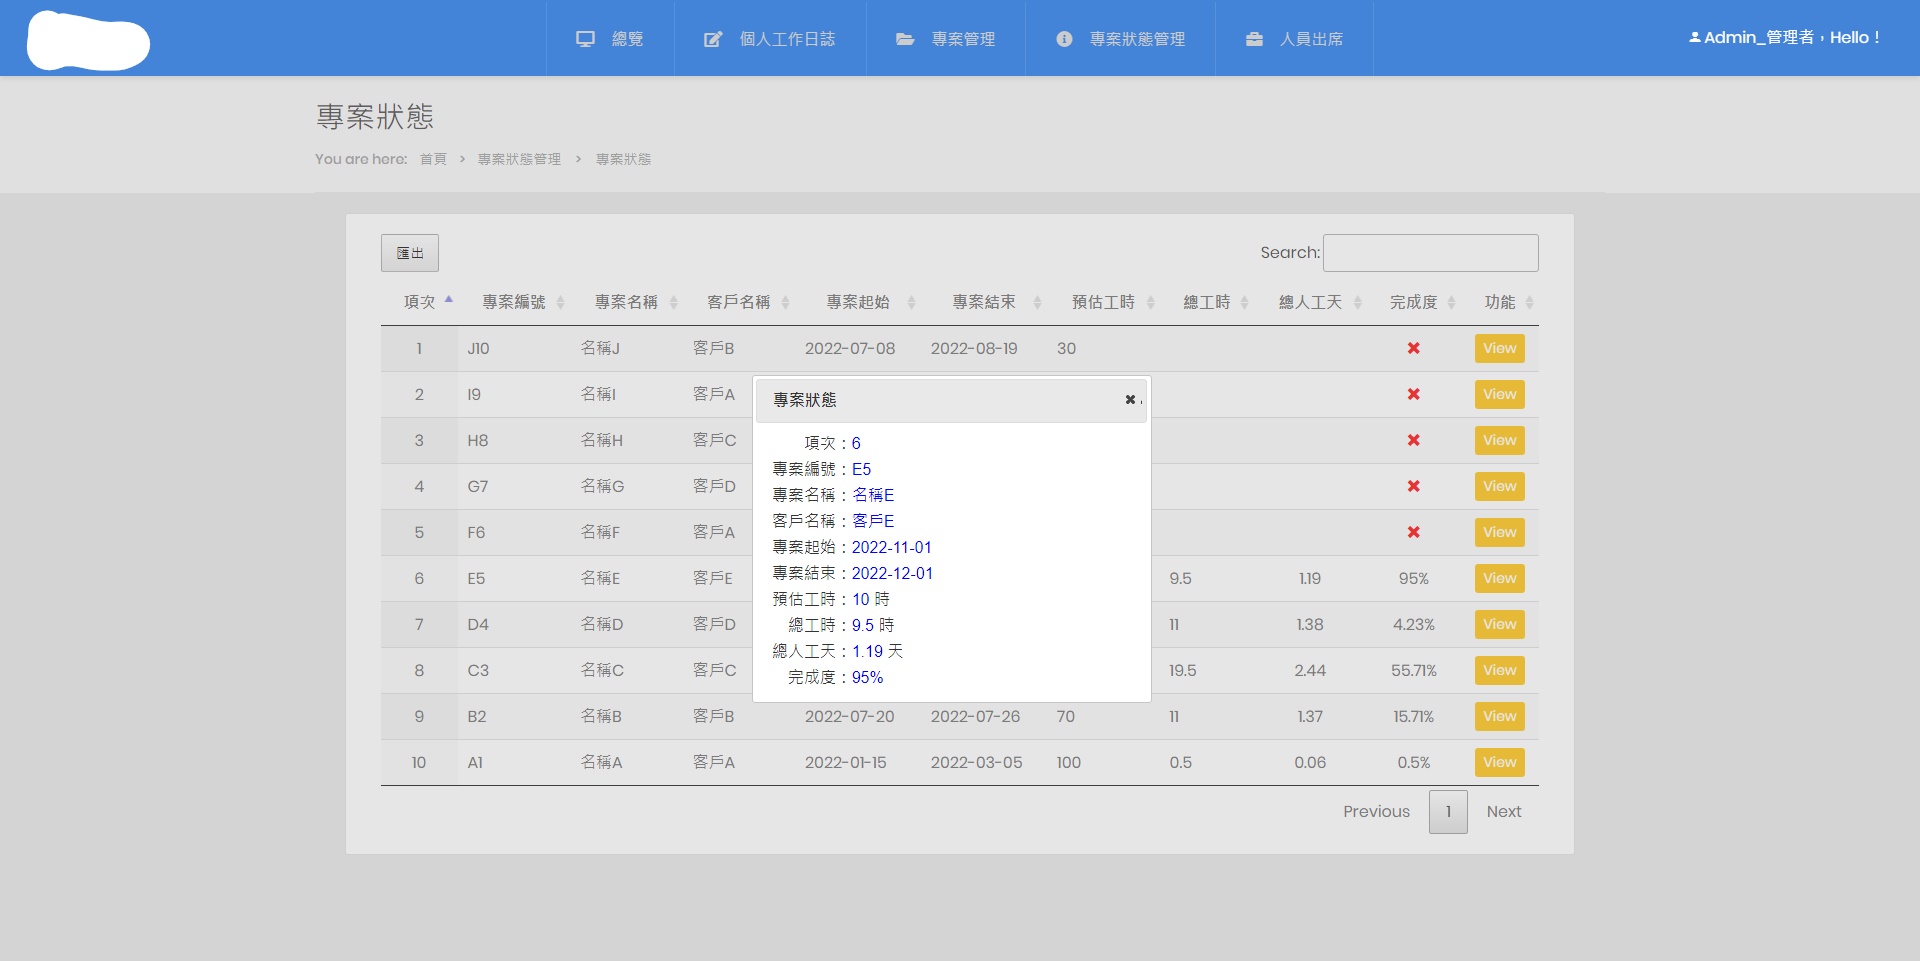 總覽 個人工作日誌 專案管理 專案狀態管理 人員出席 Admin_管理者，Hello！
專案狀態
You are here: 首頁 > 專案狀態管理 > 專案狀態
匯出 Search:
項次 專案編號 專案名稱 客戶名稱 專案起始 專案結束 預估工時 總工時 總人工天 完成度 功能
1 J10 名稱J 客戶B 2022-07-08 2022-08-19 30 ✖ View
2 I9 名稱I 客戶A ✖ View
3 H8 名稱H 客戶C ✖ View
4 G7 名稱G 客戶D ✖ View
5 F6 名稱F 客戶A ✖ View
6 E5 名稱E 客戶E 9.5 1.19 95% View
7 D4 名稱D 客戶D 11 1.38 4.23% View
8 C3 名稱C 客戶C 19.5 2.44 55.71% View
9 B2 名稱B 客戶B 2022-07-20 2022-07-26 70 11 1.37 15.71% View
10 A1 名稱A 客戶A 2022-01-15 2022-03-05 100 0.5 0.06 0.5% View
Previous 1 Next
專案狀態 ✖
項次：6
專案編號：E5
專案名稱：名稱E
客戶名稱：客戶E
專案起始：2022-11-01
專案結束：2022-12-01
預估工時：10 時
總工時：9.5 時
總人工天：1.19 天
完成度：95%